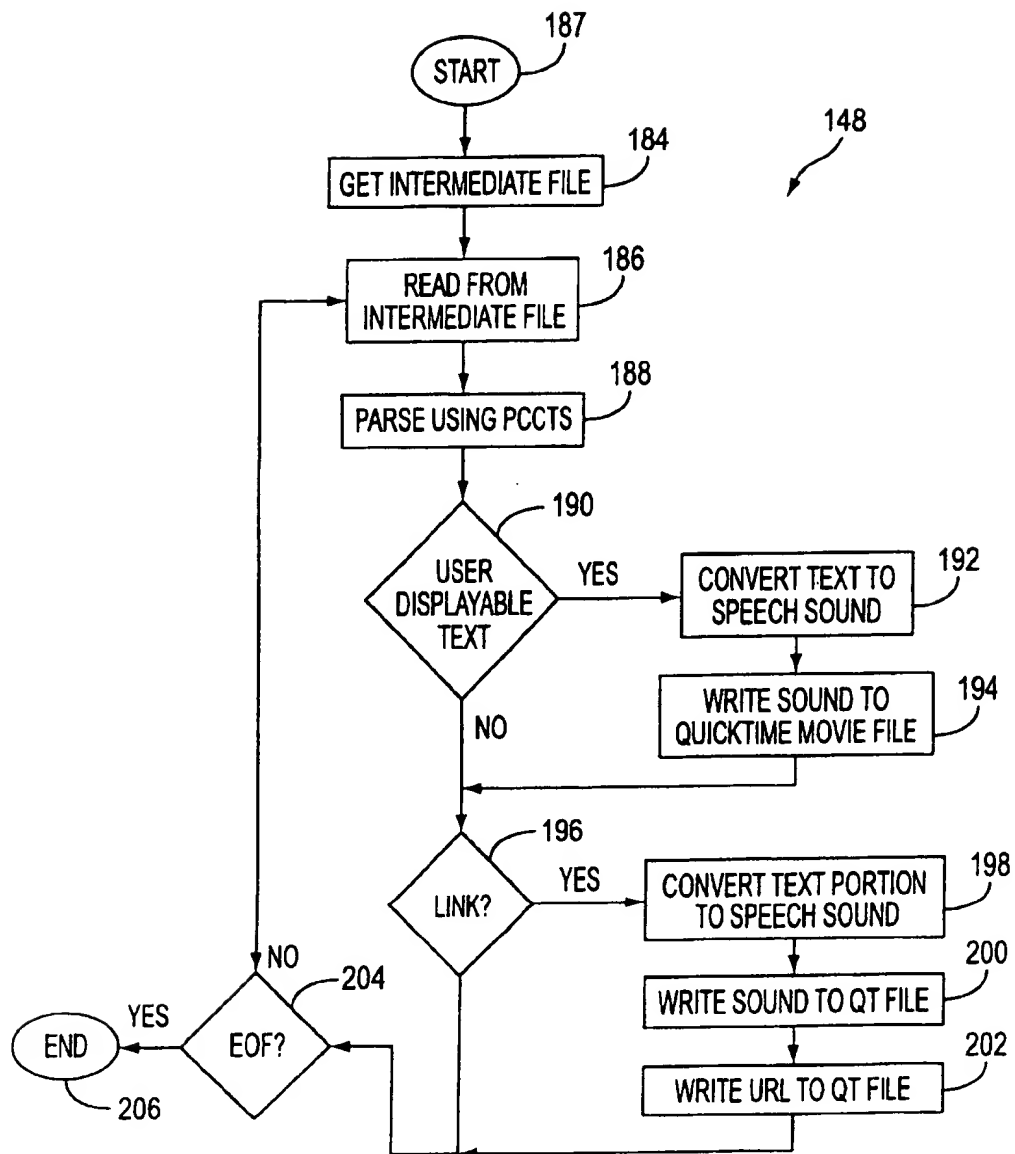 187
START
148
184
GET INTERMEDIATE FILE
186
READ FROM
INTERMEDIATE FILE
188
PARSE USING PCCTS
190
USER
DISPLAYABLE
TEXT
YES
192
CONVERT TEXT TO
SPEECH SOUND
194
WRITE SOUND TO
QUICKTIME MOVIE FILE
NO
196
LINK?
YES
198
CONVERT TEXT PORTION
TO SPEECH SOUND
200
WRITE SOUND TO QT FILE
202
WRITE URL TO QT FILE
NO
204
EOF?
YES
END
206